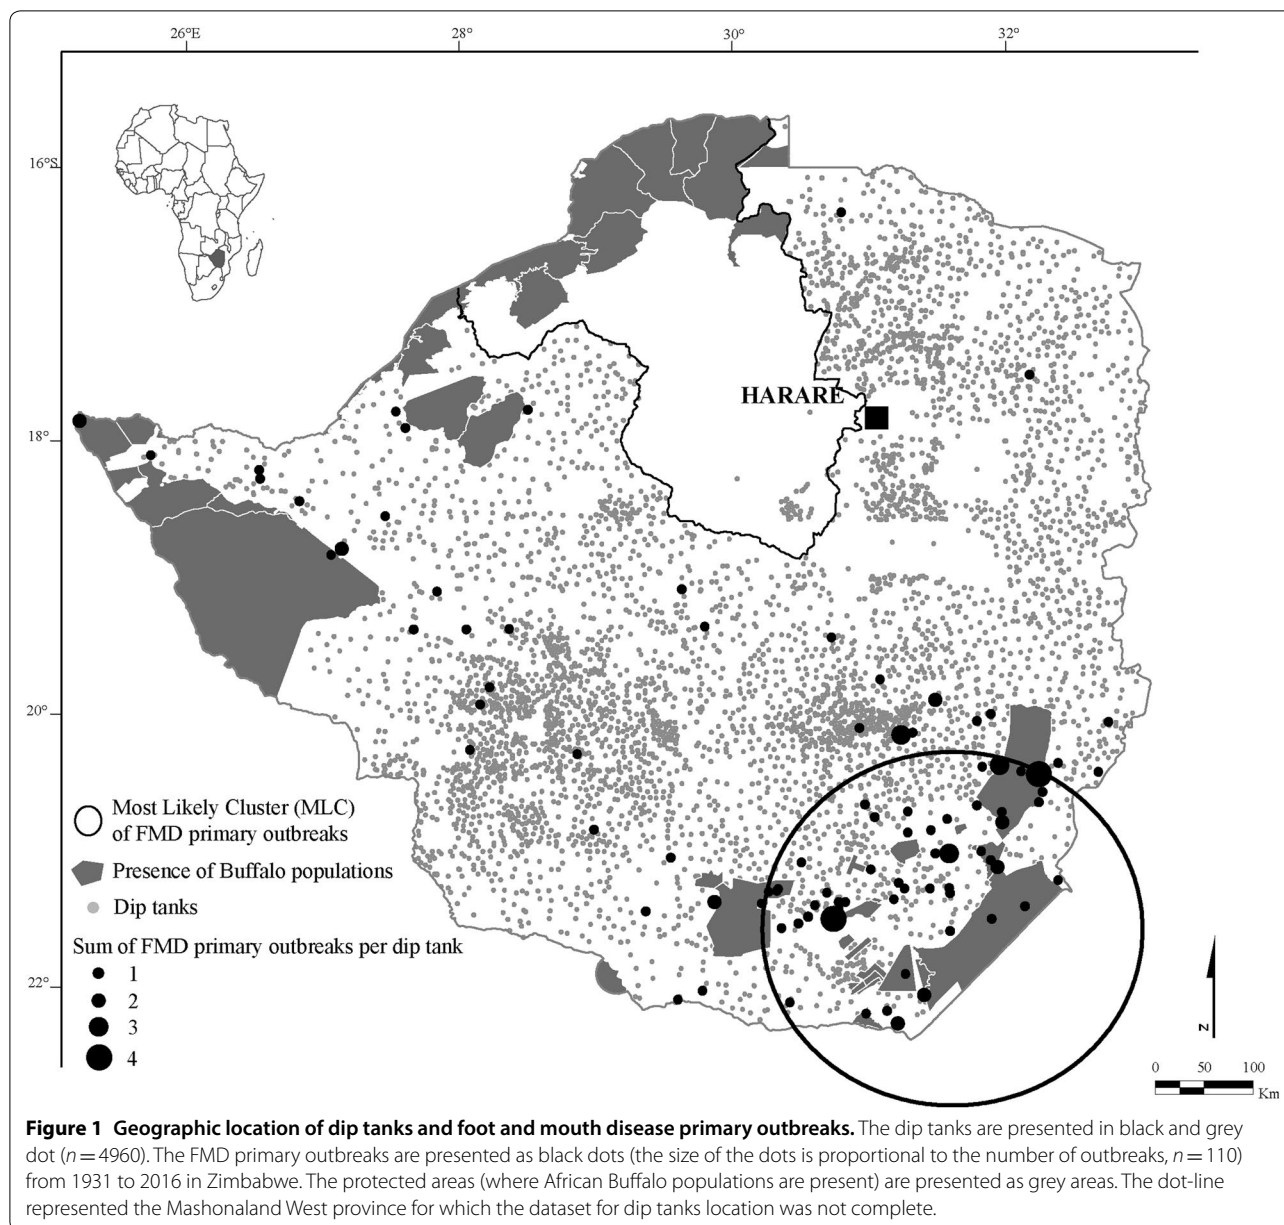 26°E 28° 30° 32°
16°S
HARARE
18°
20°
Most Likely Cluster (MLC)
of FMD primary outbreaks
Presence of Buffalo populations
Dip tanks
Sum of FMD primary outbreaks per dip tank
1
2
3
4
22°
N
0 50 100
Km
Figure 1 Geographic location of dip tanks and foot and mouth disease primary outbreaks. The dip tanks are presented in black and grey
dot (n = 4960). The FMD primary outbreaks are presented as black dots (the size of the dots is proportional to the number of outbreaks, n = 110)
from 1931 to 2016 in Zimbabwe. The protected areas (where African Buffalo populations are present) are presented as grey areas. The dot-line
represented the Mashonaland West province for which the dataset for dip tanks location was not complete.